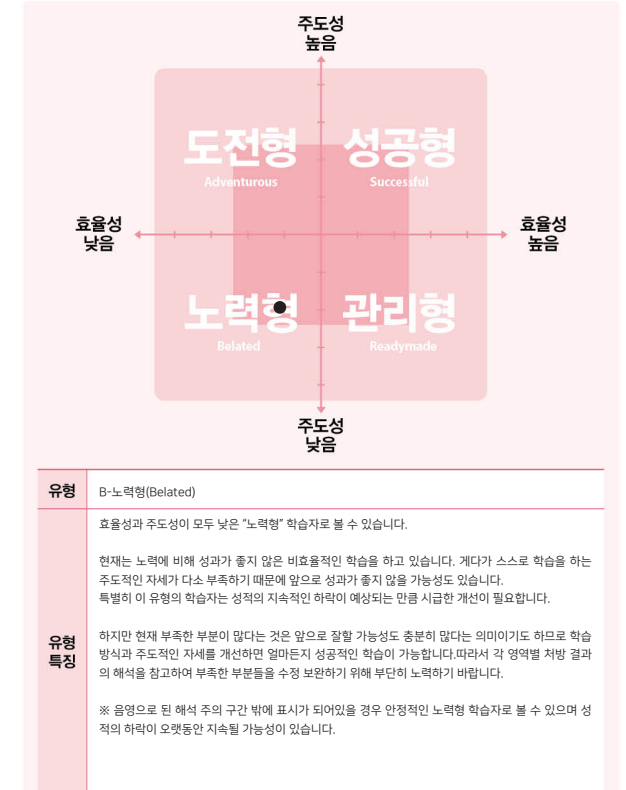 주도성
높음
도전형 성공형
Adventurous Successful
효율성
낮음
효율성
높음
노력형 관리형
Belated Readymade
주도성
낮음
유형 B-노력형(Belated)
유형
특징
효율성과 주도성이 모두 낮은 “노력형” 학습자로 볼 수 있습니다.
현재는 노력에 비해 성과가 좋지 않은 비효율적인 학습을 하고 있습니다. 게다가 스스로 학습을 하는
주도적인 자세가 다소 부족하기 때문에 앞으로 성과가 좋지 않을 가능성도 있습니다.
특별히 이 유형의 학습자는 성적의 지속적인 하락이 예상되는 만큼 시급한 개선이 필요합니다.
하지만 현재 부족한 부분이 많다는 것은 앞으로 잘할 가능성도 충분히 많다는 의미이기도 하므로 학습
방식과 주도적인 자세를 개선하면 얼마든지 성공적인 학습이 가능합니다.따라서 각 영역별 처방 결과
의 해석을 참고하여 부족한 부분들을 수정 보완하기 위해 부단히 노력하기 바랍니다.
※ 음영으로 된 해석 주의 구간 밖에 표시가 되어있을 경우 안정적인 노력형 학습자로 볼 수 있으며 성
적의 하락이 오랫동안 지속될 가능성이 있습니다.